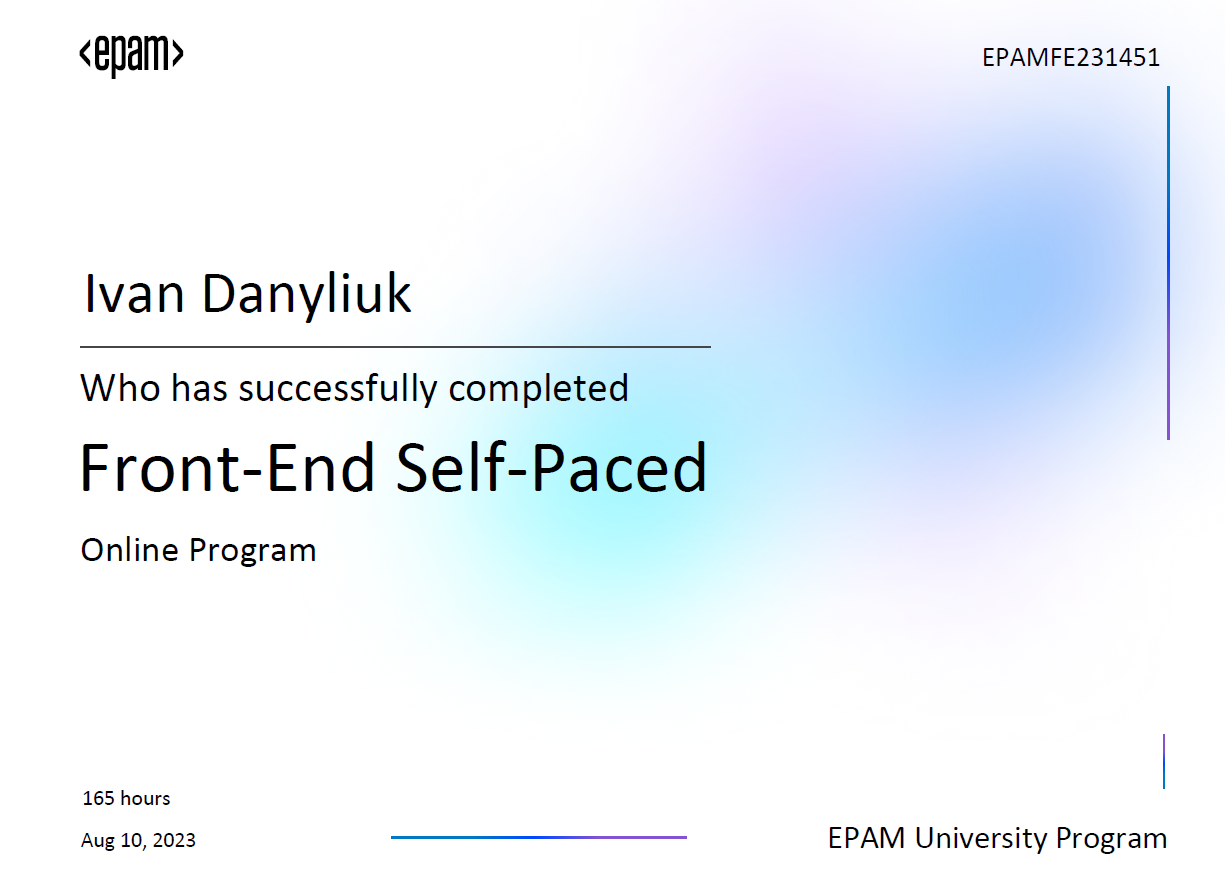 <epam>
EPAMFE231451
Ivan Danyliuk
Who has successfully completed
Front-End Self-Paced
Online Program
165 hours
Aug 10, 2023
EPAM University Program